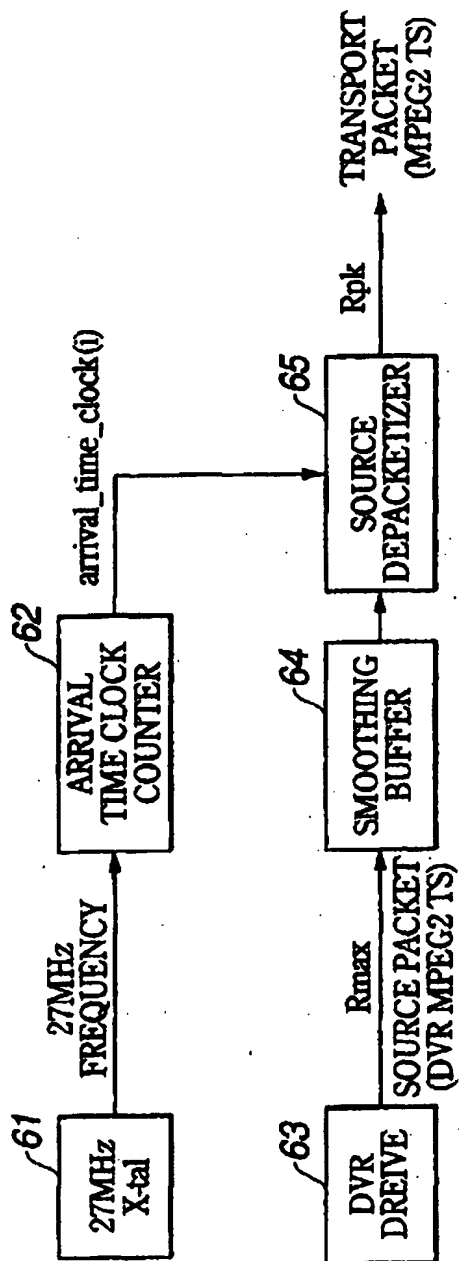 61
27MHz
X-tal
27MHz
FREQUENCY
62
ARRIVAL
TIME CLOCK
COUNTER
arrival_time_clock(i)
63
DVR
DREIVE
Rmax
SOURCE PACKET
(DVR MPEG2 TS)
64
SMOOTHING
BUFFER
65
SOURCE
DEPACKETIZER
Rpk
TRANSPORT
PACKET
(MPEG2 TS)